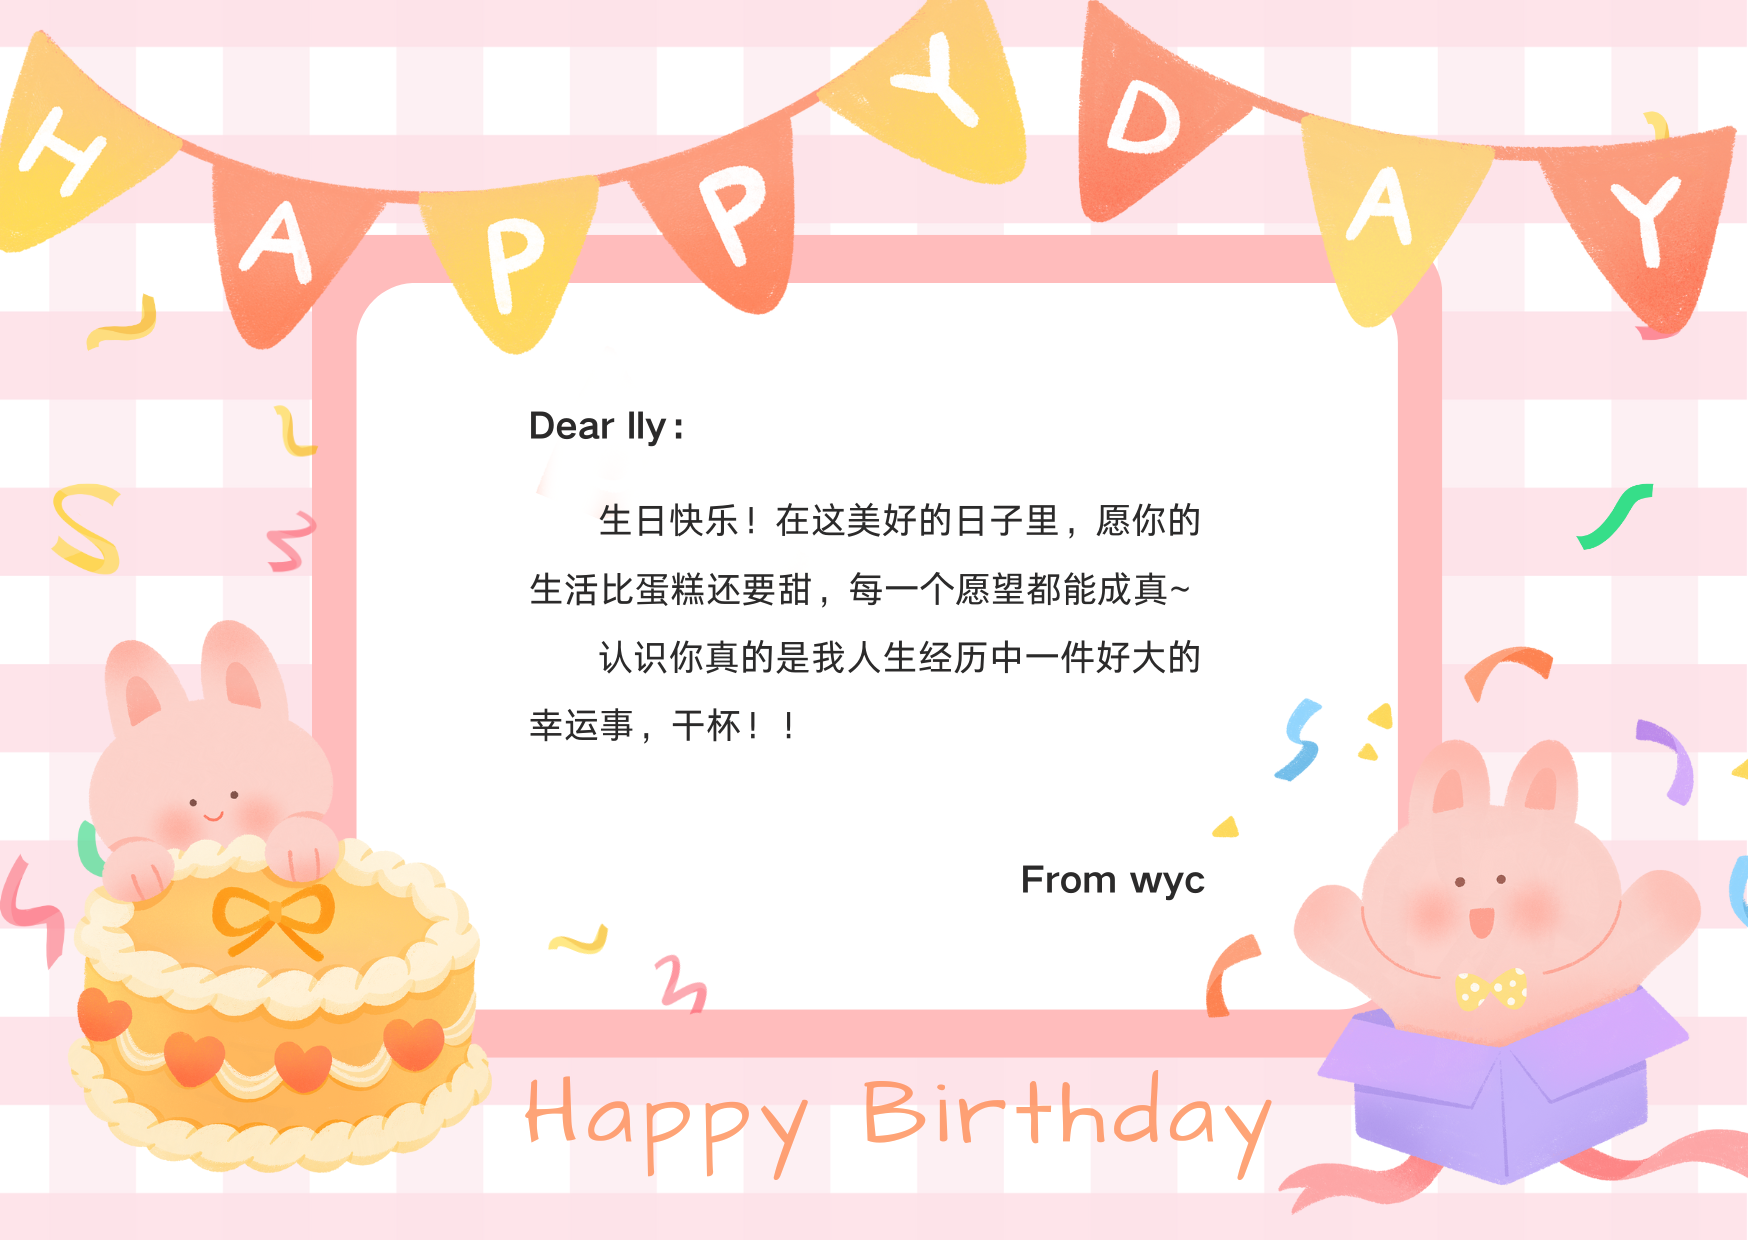 HAPPY DAY
Dear lly:
生日快乐！在这美好的日子里，愿你的
生活比蛋糕还要甜，每一个愿望都能成真~
认识你真的是我人生经历中一件好大的
幸运事，干杯！！
From wyc
Happy Birthday